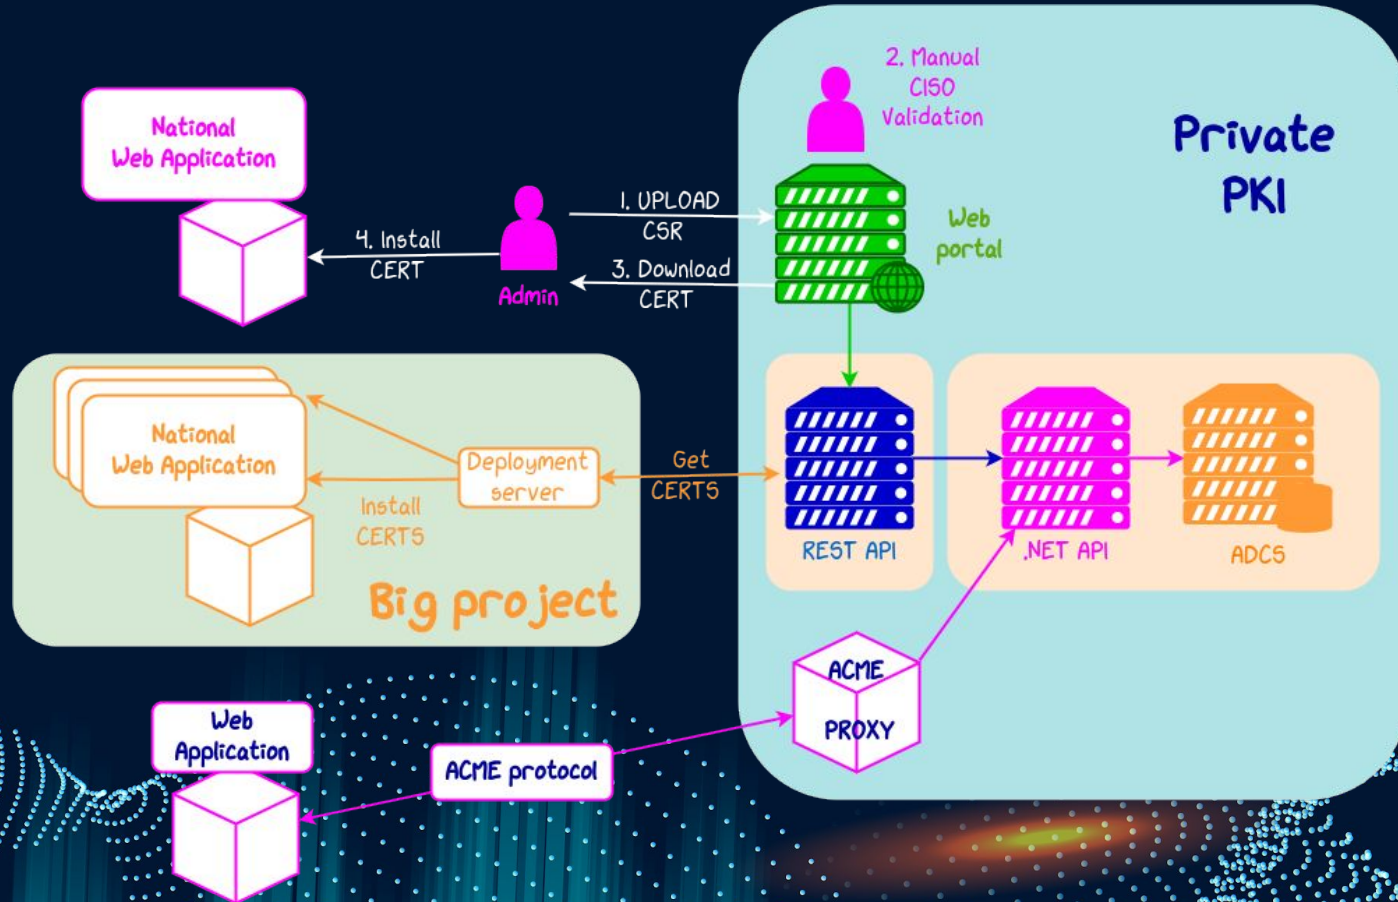 2. Manual
CISO
Validation
Private
PKI
National
Web Application
1. UPLOAD
CSR
Web
portal
4. Install
CERT
3. Download
CERT
Admin
National
Web Application
Deployment
server
Get
CERTS
Install
CERTS
REST API
.NET API
ADCS
Big project
ACME
PROXY
Web
Application
ACME protocol